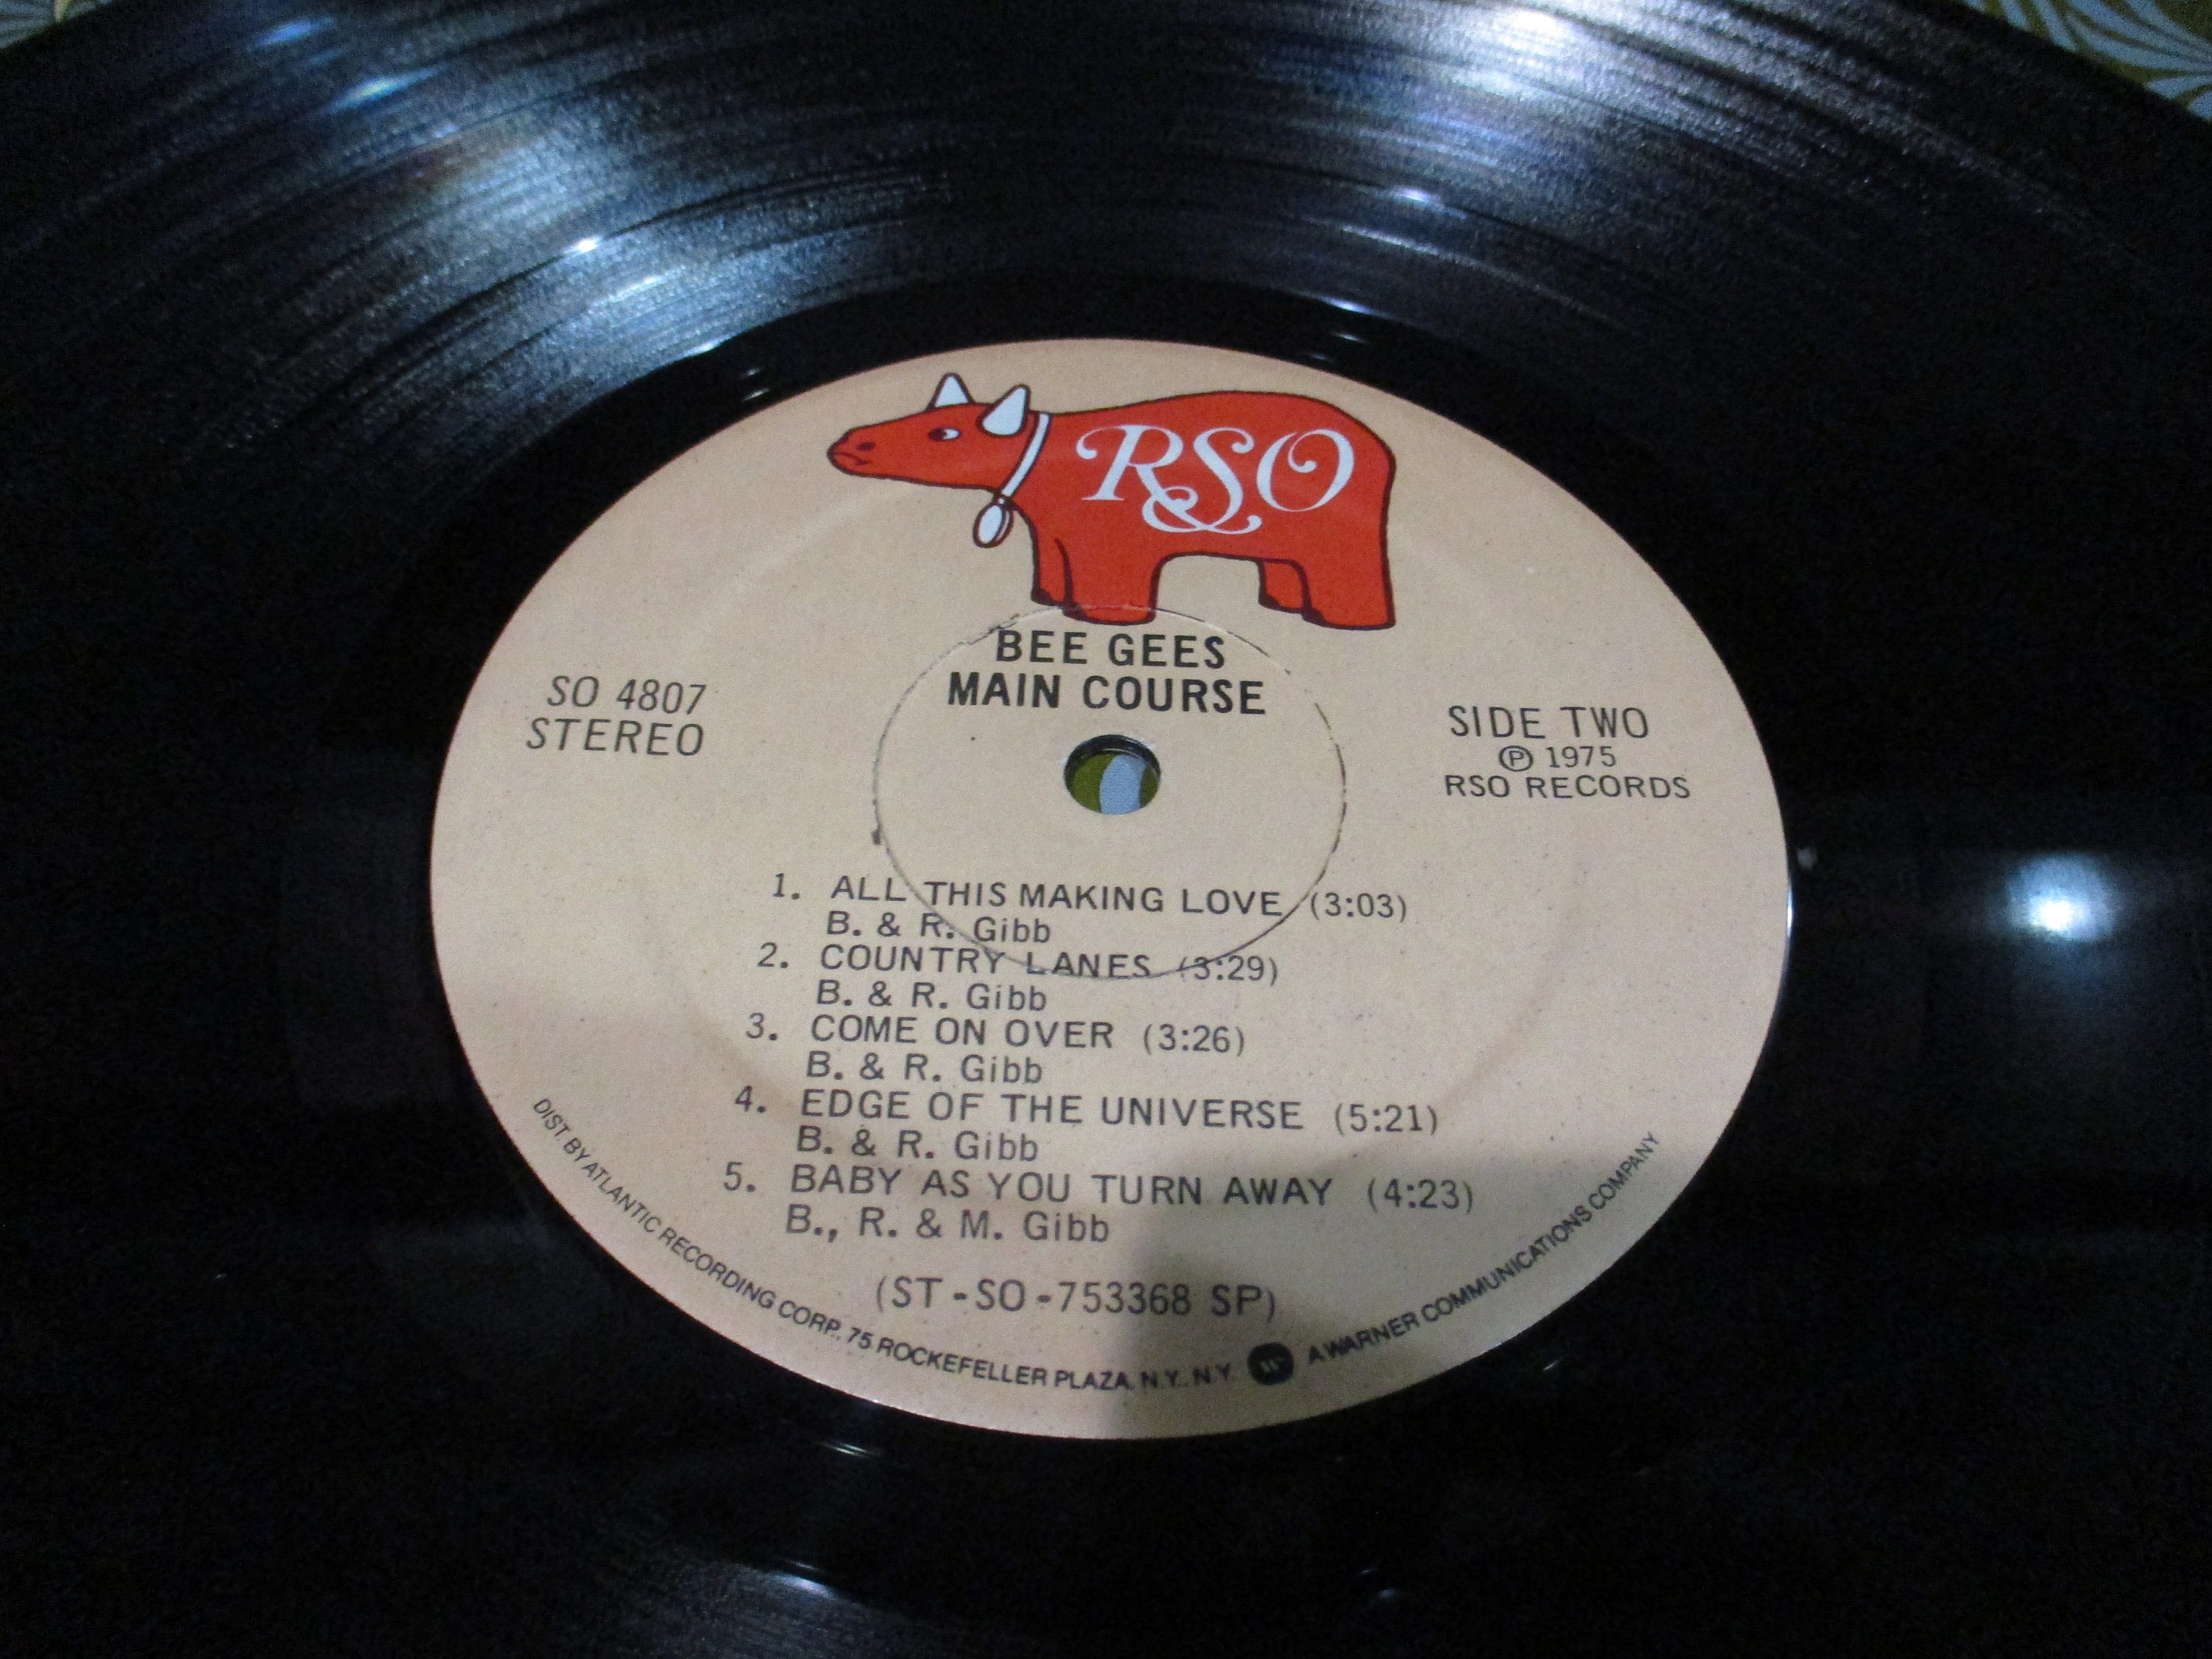 RSO
BEE GEES
MAIN COURSE
SO 4807
STEREO
SIDE TWO
Ⓟ 1975
RSO RECORDS
1. ALL THIS MAKING LOVE (3:03)
B. & R. Gibb
2. COUNTRY LANES (3:29)
B. & R. Gibb
3. COME ON OVER (3:26)
B. & R. Gibb
4. EDGE OF THE UNIVERSE (5:21)
B. & R. Gibb
5. BABY AS YOU TURN AWAY (4:23)
B., R. & M. Gibb
(ST-SO-753368 SP)
DIST. BY ATLANTIC RECORDING CORP. 75 ROCKEFELLER PLAZA, N.Y. N.Y. W A WARNER COMMUNICATIONS COMPANY